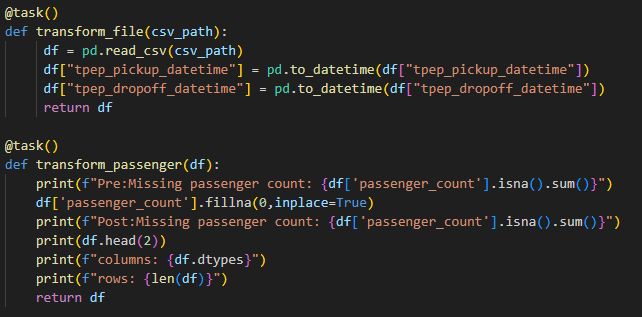 @task()
def transform_file(csv_path):
    df = pd.read_csv(csv_path)
    df["tpep_pickup_datetime"] = pd.to_datetime(df["tpep_pickup_datetime"])
    df["tpep_dropoff_datetime"] = pd.to_datetime(df["tpep_dropoff_datetime"])
    return df

@task()
def transform_passenger(df):
    print(f"Pre:Missing passenger count: {df['passenger_count'].isna().sum()}")
    df['passenger_count'].fillna(0,inplace=True)
    print(f"Post:Missing passenger count: {df['passenger_count'].isna().sum()}")
    print(df.head(2))
    print(f"columns: {df.dtypes}")
    print(f"rows: {len(df)}")
    return df